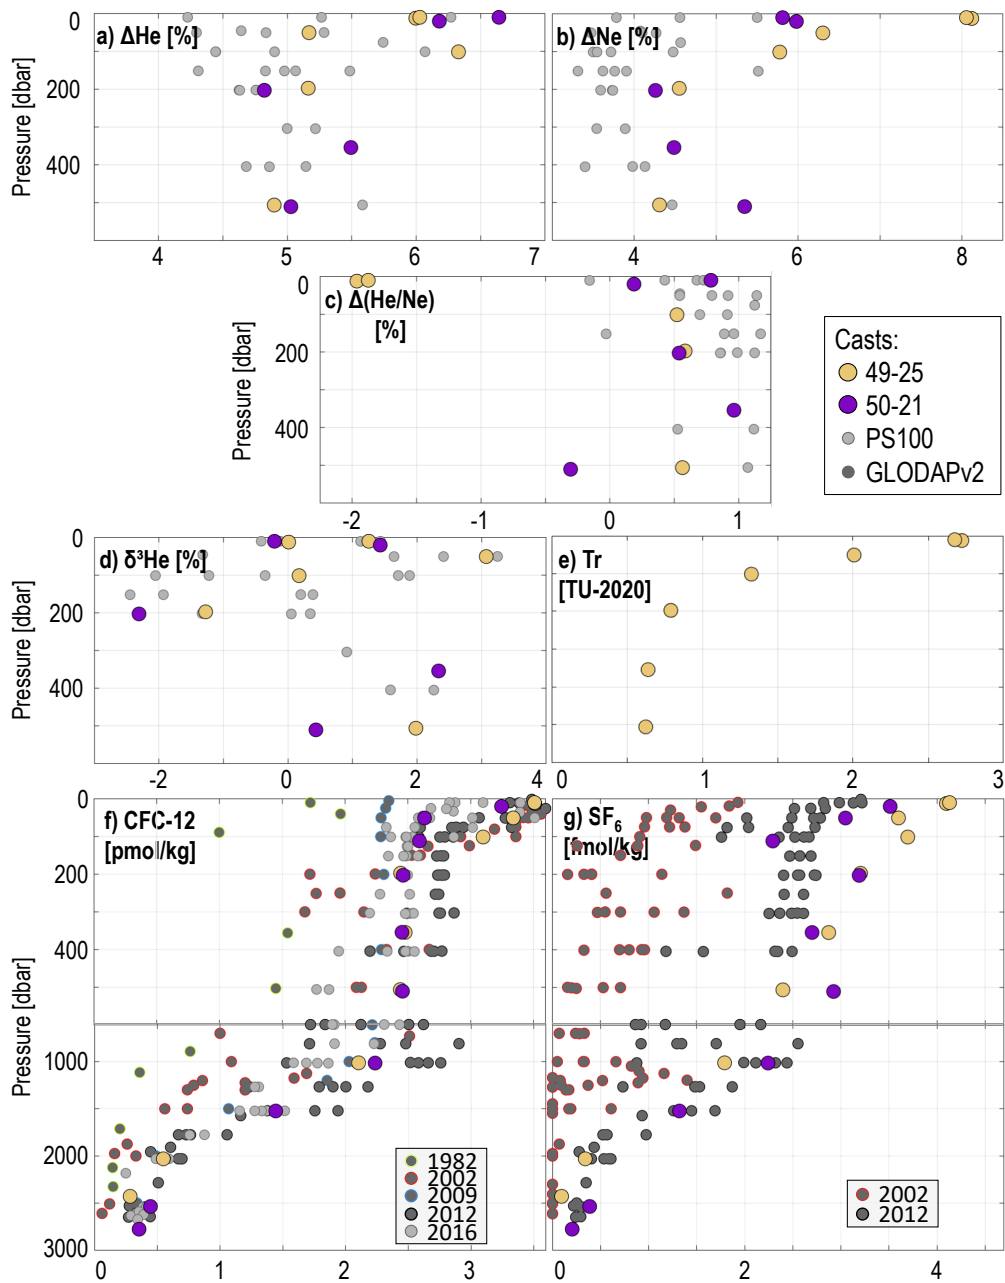 a) ΔHe [%]
b) ΔNe [%]
Pressure [dbar]
0
200
400
4
5
6
7
4
6
8
c) Δ(He/Ne)
[%]
Pressure [dbar]
0
200
400
-2
-1
0
1
Casts:
49-25
50-21
PS100
GLODAPv2
d) δ³He [%]
e) Tr
[TU-2020]
Pressure [dbar]
0
200
400
-2
0
2
4
0
1
2
3
f) CFC-12
[pmol/kg]
g) SF6
[fmol/kg]
Pressure [dbar]
0
200
400
Pressure [dbar]
1000
2000
3000
1982
2002
2009
2012
2016
2002
2012
0
1
2
3
0
1
2
3
4